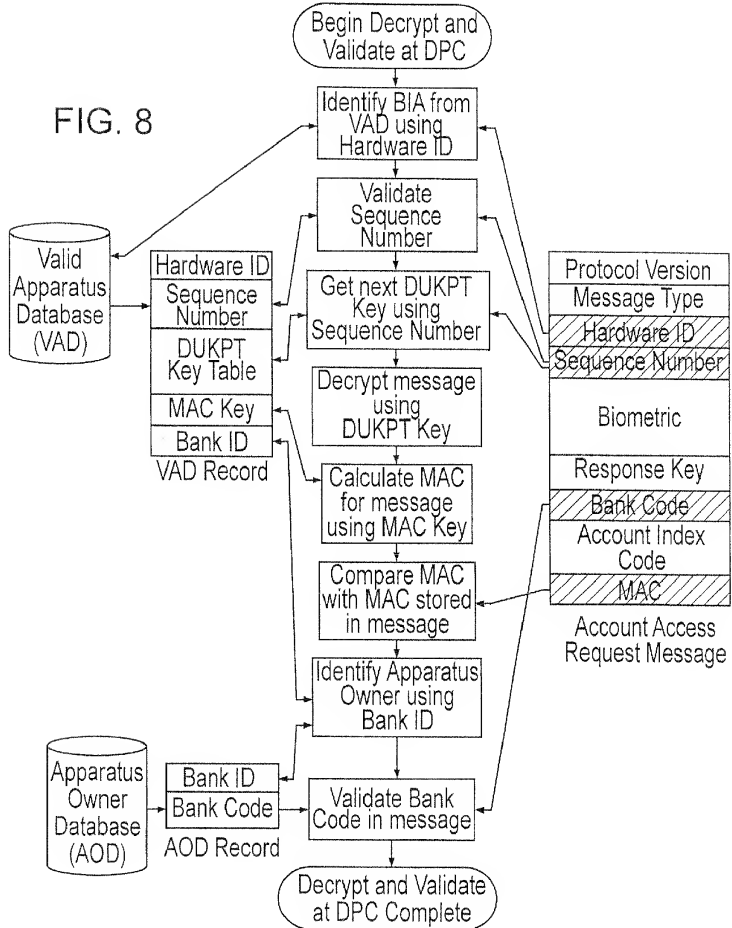 FIG. 8
Begin Decrypt and
Validate at DPC
Identify BIA from
VAD using
Hardware ID
Validate
Sequence
Number
Get next DUKPT
Key using
Sequence Number
Decrypt message
using
DUKPT Key
Calculate MAC
for message
using MAC Key
Compare MAC
with MAC stored
in message
Identify Apparatus
Owner using
Bank ID
Validate Bank
Code in message
Decrypt and Validate
at DPC Complete
Valid
Apparatus
Database
(VAD)
Hardware ID
Sequence
Number
DUKPT
Key Table
MAC Key
Bank ID
VAD Record
Apparatus
Owner
Database
(AOD)
Bank ID
Bank Code
AOD Record
Protocol Version
Message Type
Hardware ID
Sequence Number
Biometric
Response Key
Bank Code
Account Index
Code
MAC
Account Access
Request Message